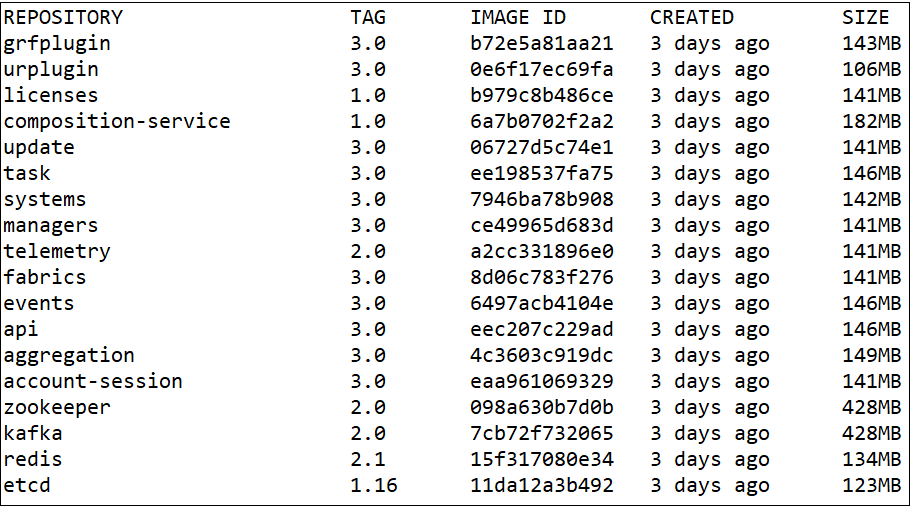 REPOSITORY TAG IMAGE ID CREATED SIZE
grfplugin 3.0 b72e5a81aa21 3 days ago 143MB
urplugin 3.0 0e6f17ec69fa 3 days ago 106MB
licenses 1.0 b979c8b486ce 3 days ago 141MB
composition-service 1.0 6a7b0702f2a2 3 days ago 182MB
update 3.0 06727d5c74e1 3 days ago 141MB
task 3.0 ee198537fa75 3 days ago 146MB
systems 3.0 7946ba78b908 3 days ago 142MB
managers 3.0 ce49965d683d 3 days ago 141MB
telemetry 2.0 a2cc331896e0 3 days ago 141MB
fabrics 3.0 8d06c783f276 3 days ago 141MB
events 3.0 6497acb4104e 3 days ago 146MB
api 3.0 eec207c229ad 3 days ago 146MB
aggregation 3.0 4c3603c919dc 3 days ago 149MB
account-session 3.0 eaa961069329 3 days ago 141MB
zookeeper 2.0 098a630b7d0b 3 days ago 428MB
kafka 2.0 7cb72f732065 3 days ago 428MB
redis 2.1 15f317080e34 3 days ago 134MB
etcd 1.16 11da12a3b492 3 days ago 123MB